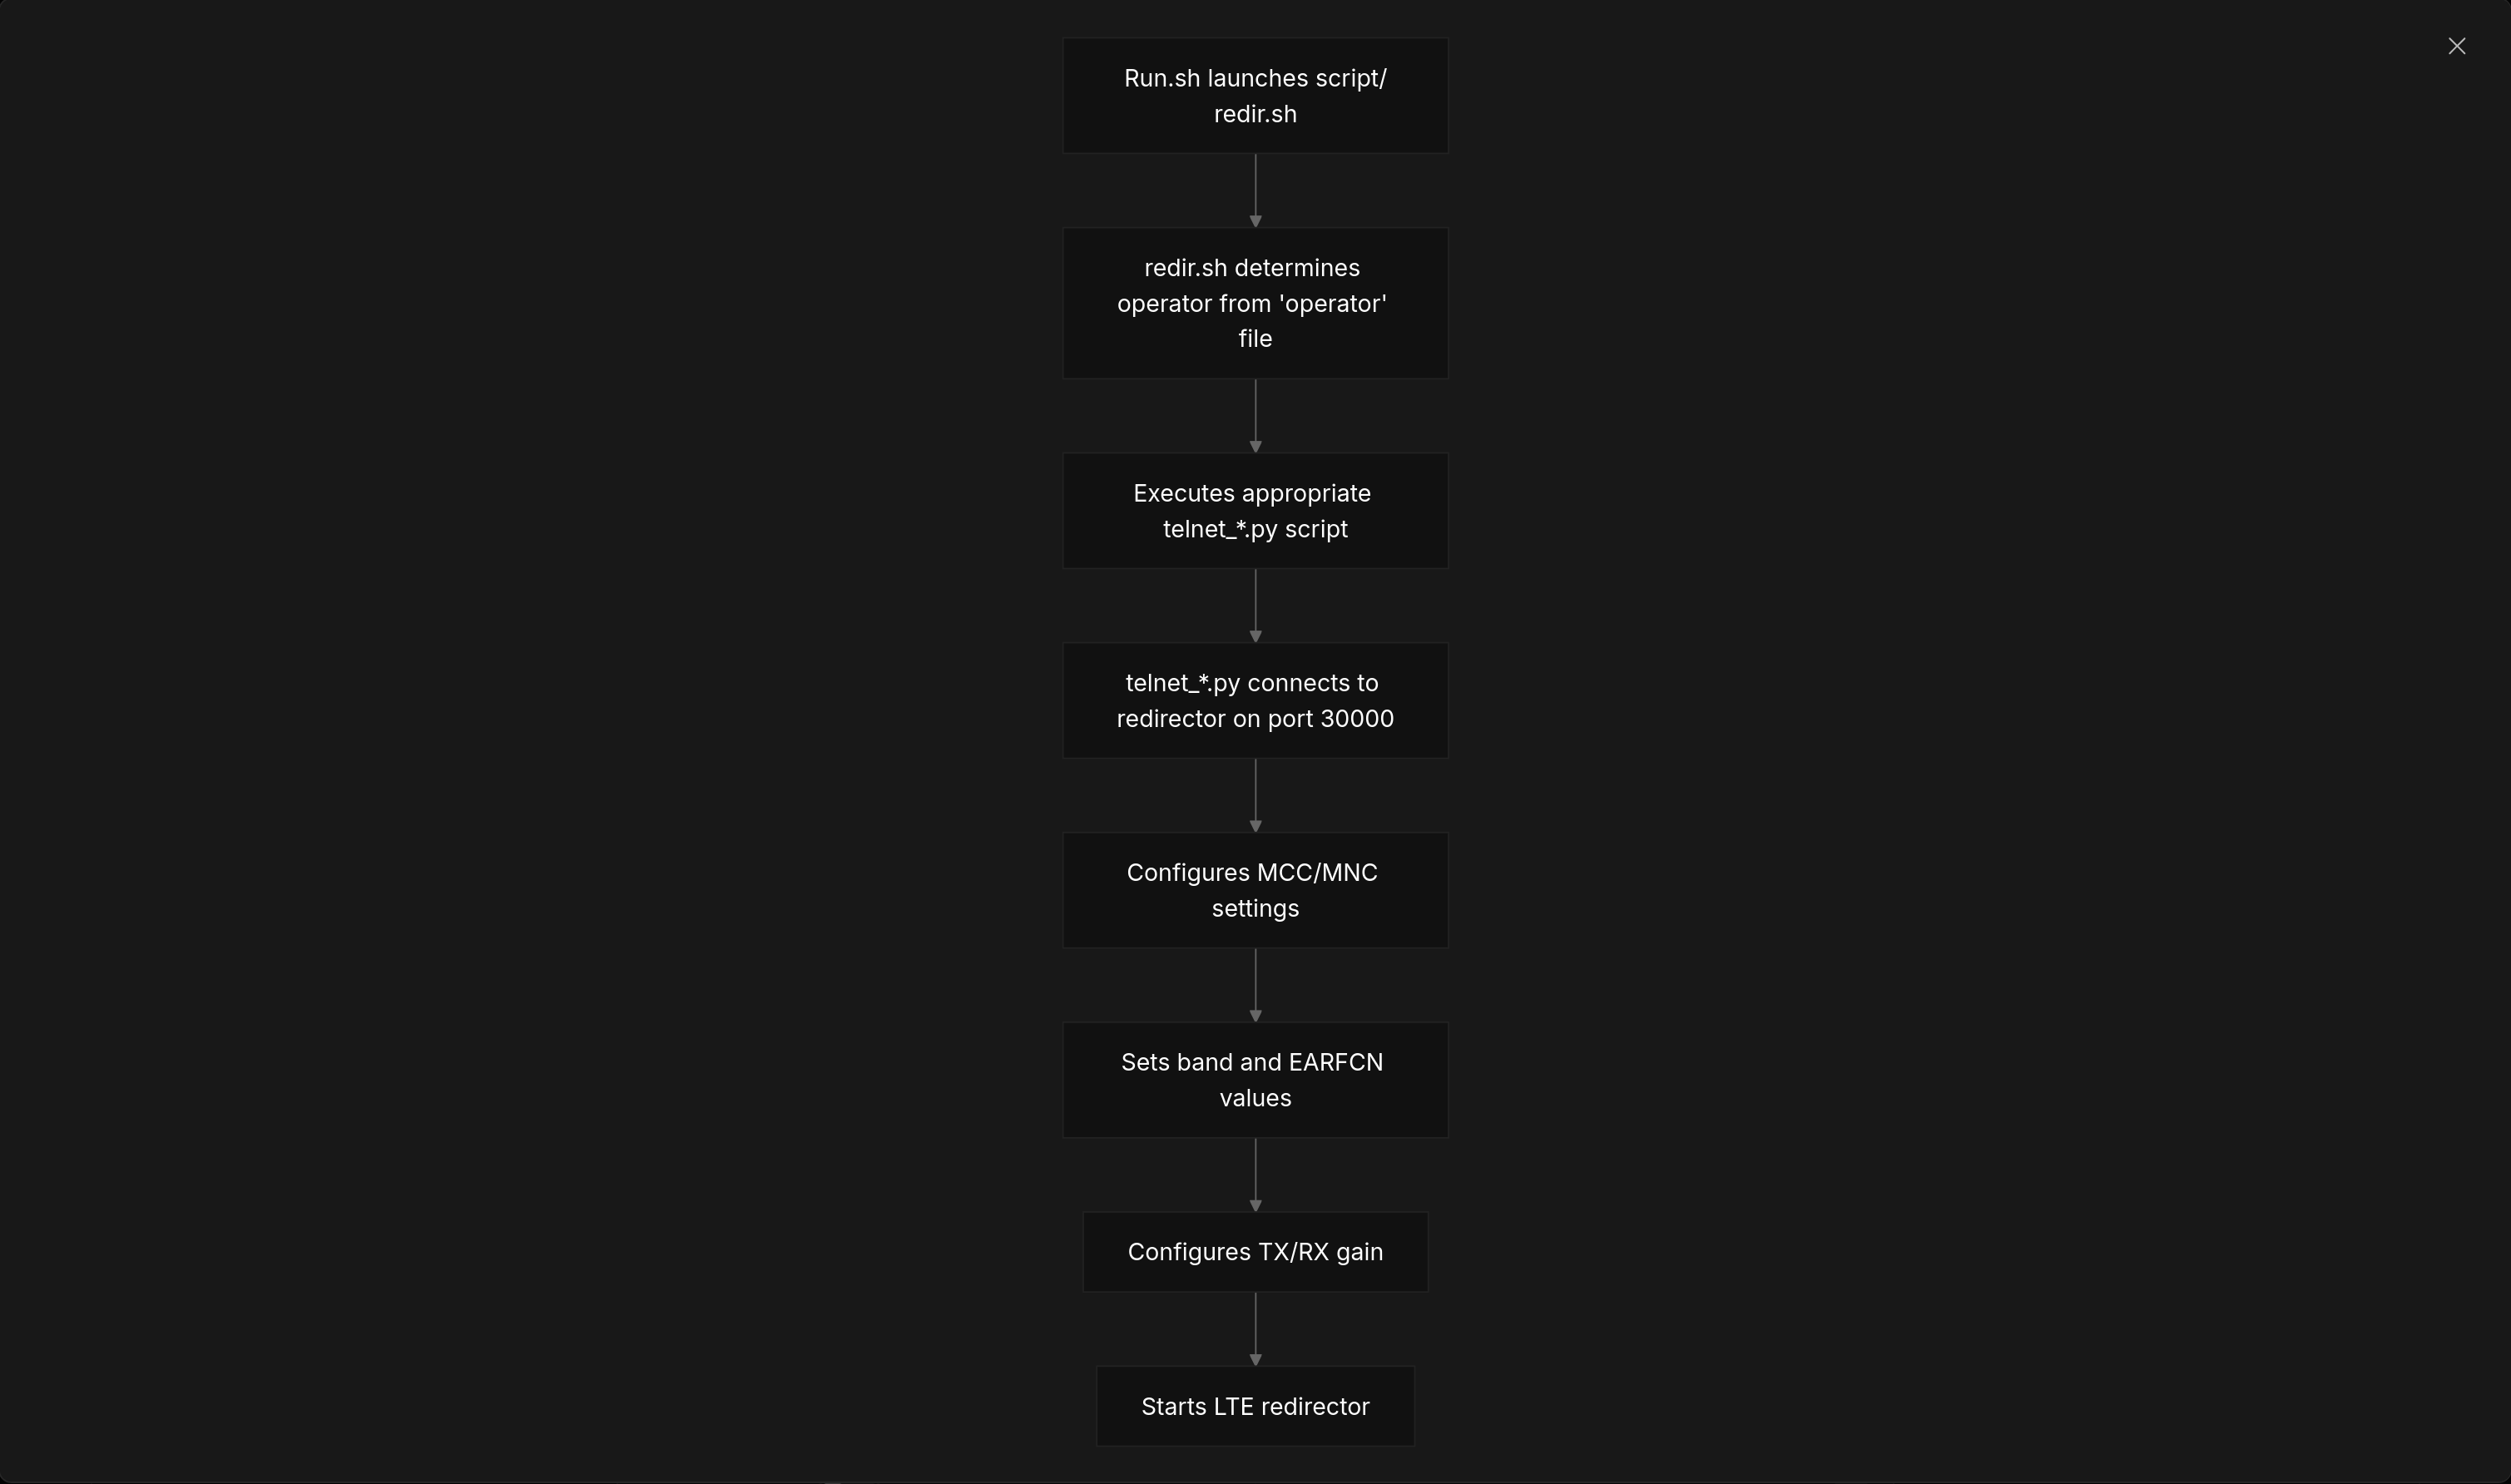 Run.sh launches script/
redir.sh
redir.sh determines
operator from 'operator'
file
Executes appropriate
telnet_*.py script
telnet_*.py connects to
redirector on port 30000
Configures MCC/MNC
settings
Sets band and EARFCN
values
Configures TX/RX gain
Starts LTE redirector